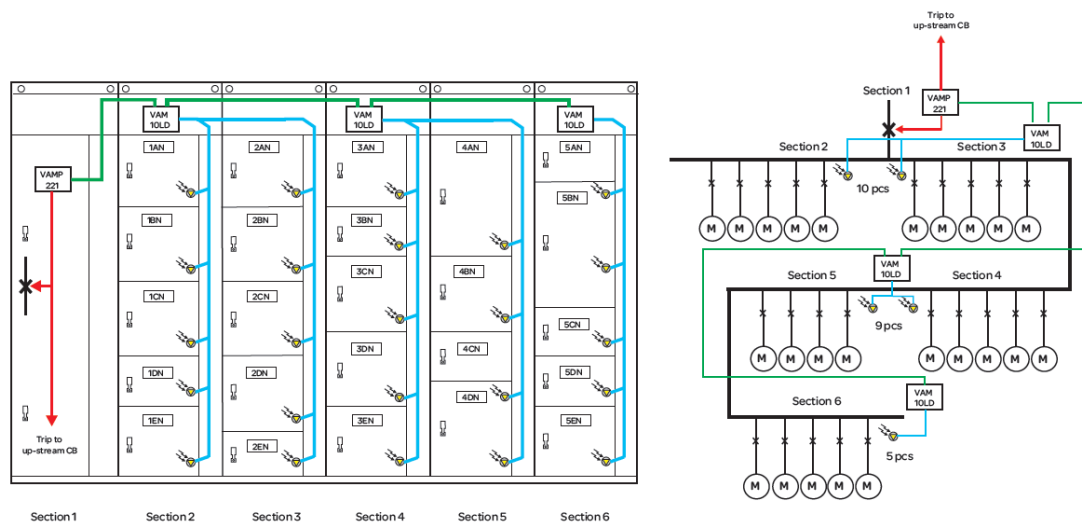 VAM
10LD
VAM
10LD
VAM
10LD
VAMP
221
1AN
1BN
1CN
1DN
1EN
2AN
2BN
2CN
2DN
2EN
3AN
3BN
3CN
3DN
3EN
4AN
4BN
4CN
4DN
5AN
5BN
5CN
5DN
5EN
Trip to
up-stream CB
Section 1
Section 2
Section 3
Section 4
Section 5
Section 6
Trip to
up-stream CB
Section 1
VAMP
221
VAM
10LD
Section 2
Section 3
10 pcs
M M M M M
M M M M M
VAM
10LD
Section 5
Section 4
9 pcs
M M M M
M M M M M
VAM
10LD
Section 6
5 pcs
M M M M M